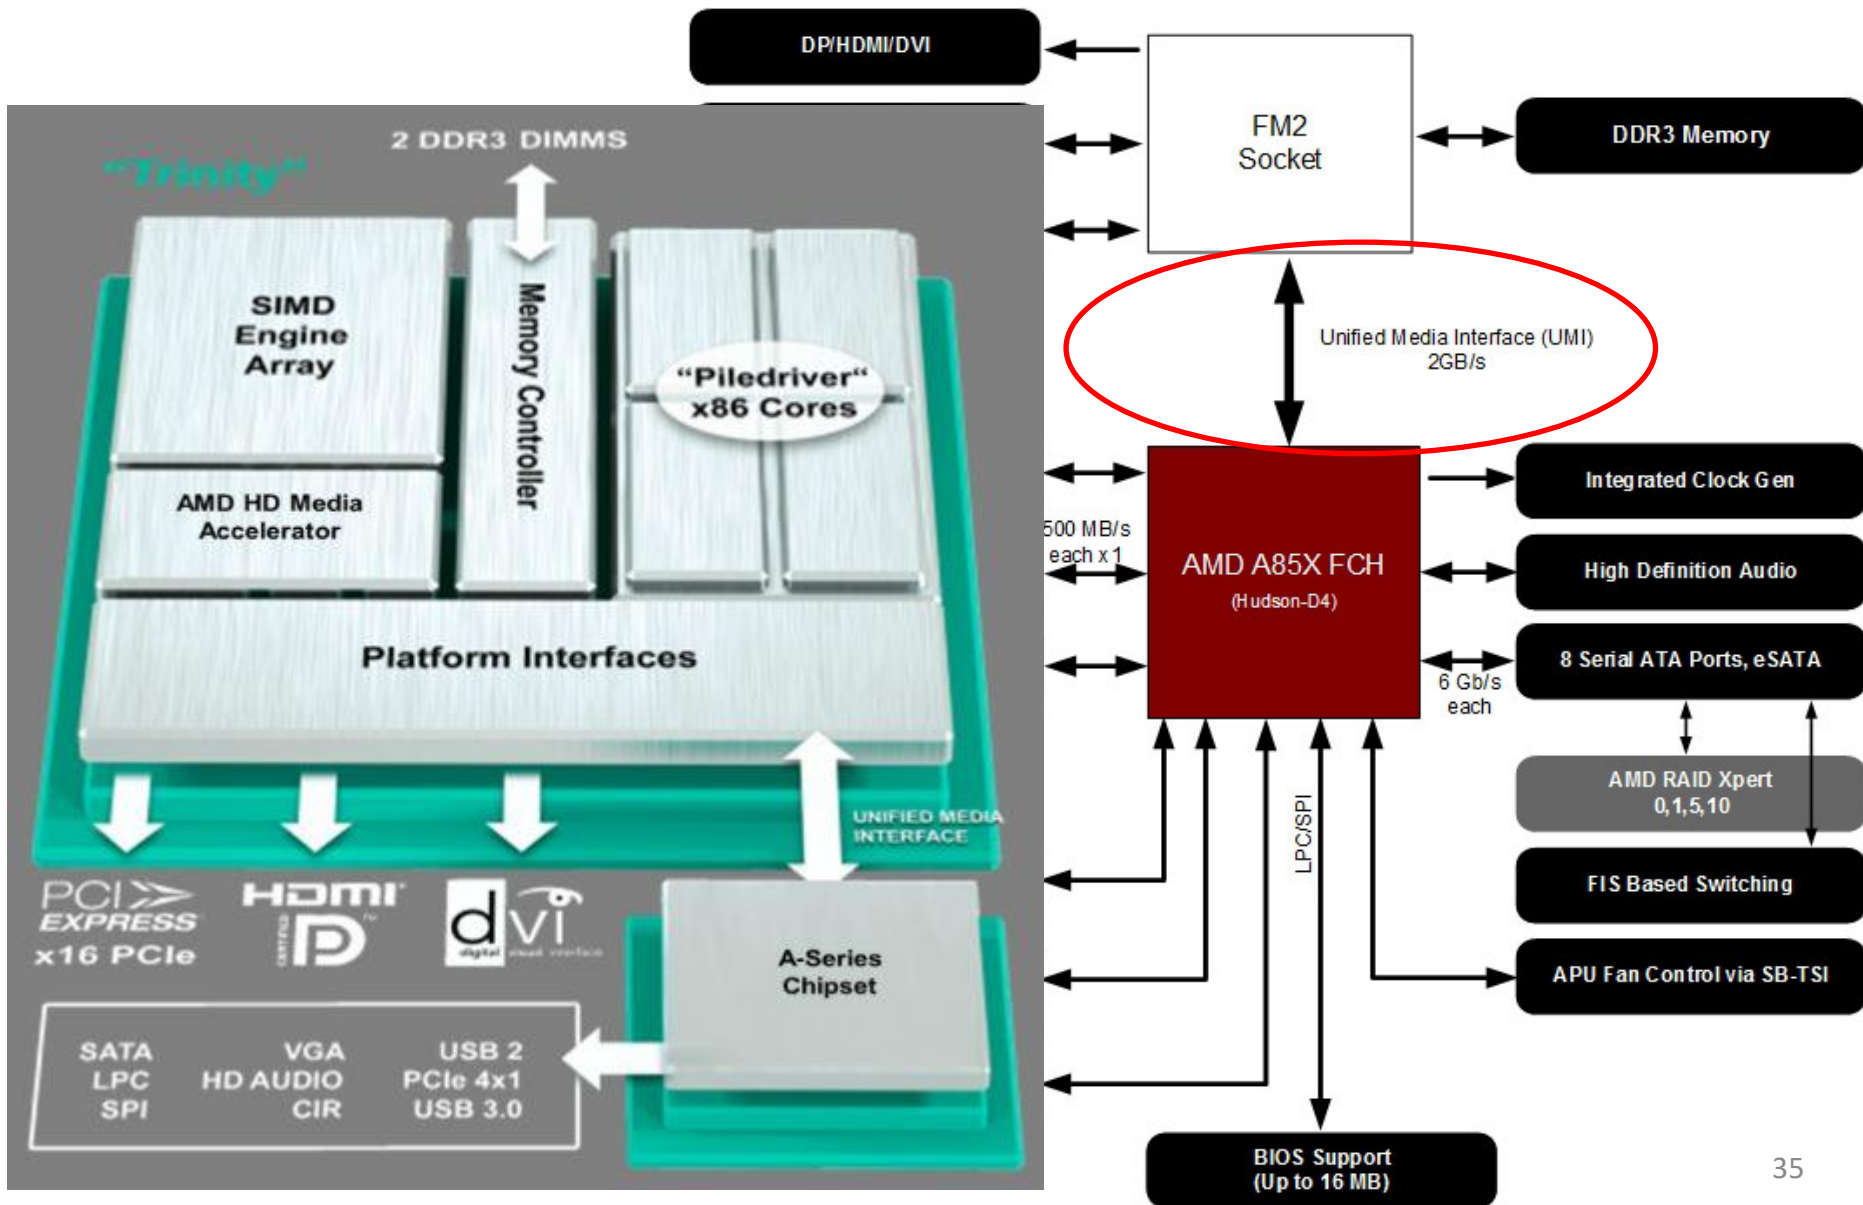 DP/HDMI/DVI
FM2
Socket
DDR3 Memory
"Trinity"
2 DDR3 DIMMS
SIMD
Engine
Array
Memory Controller
"Piledriver"
x86 Cores
AMD HD Media
Accelerator
Platform Interfaces
UNIFIED MEDIA
INTERFACE
PCI
EXPRESS
x16 PCIe
HDMI
CERTIFIED
DP
dvi
digital visual interface
A-Series
Chipset
SATA VGA USB 2
LPC HD AUDIO PCIe 4x1
SPI CIR USB 3.0
Unified Media Interface (UMI)
2GB/s
500 MB/s
each x 1
AMD A85X FCH
(Hudson-D4)
Integrated Clock Gen
High Definition Audio
8 Serial ATA Ports, eSATA
6 Gb/s
each
AMD RAID Xpert
0,1,5,10
FIS Based Switching
APU Fan Control via SB-TSI
LPC/SPI
BIOS Support
(Up to 16 MB)
35